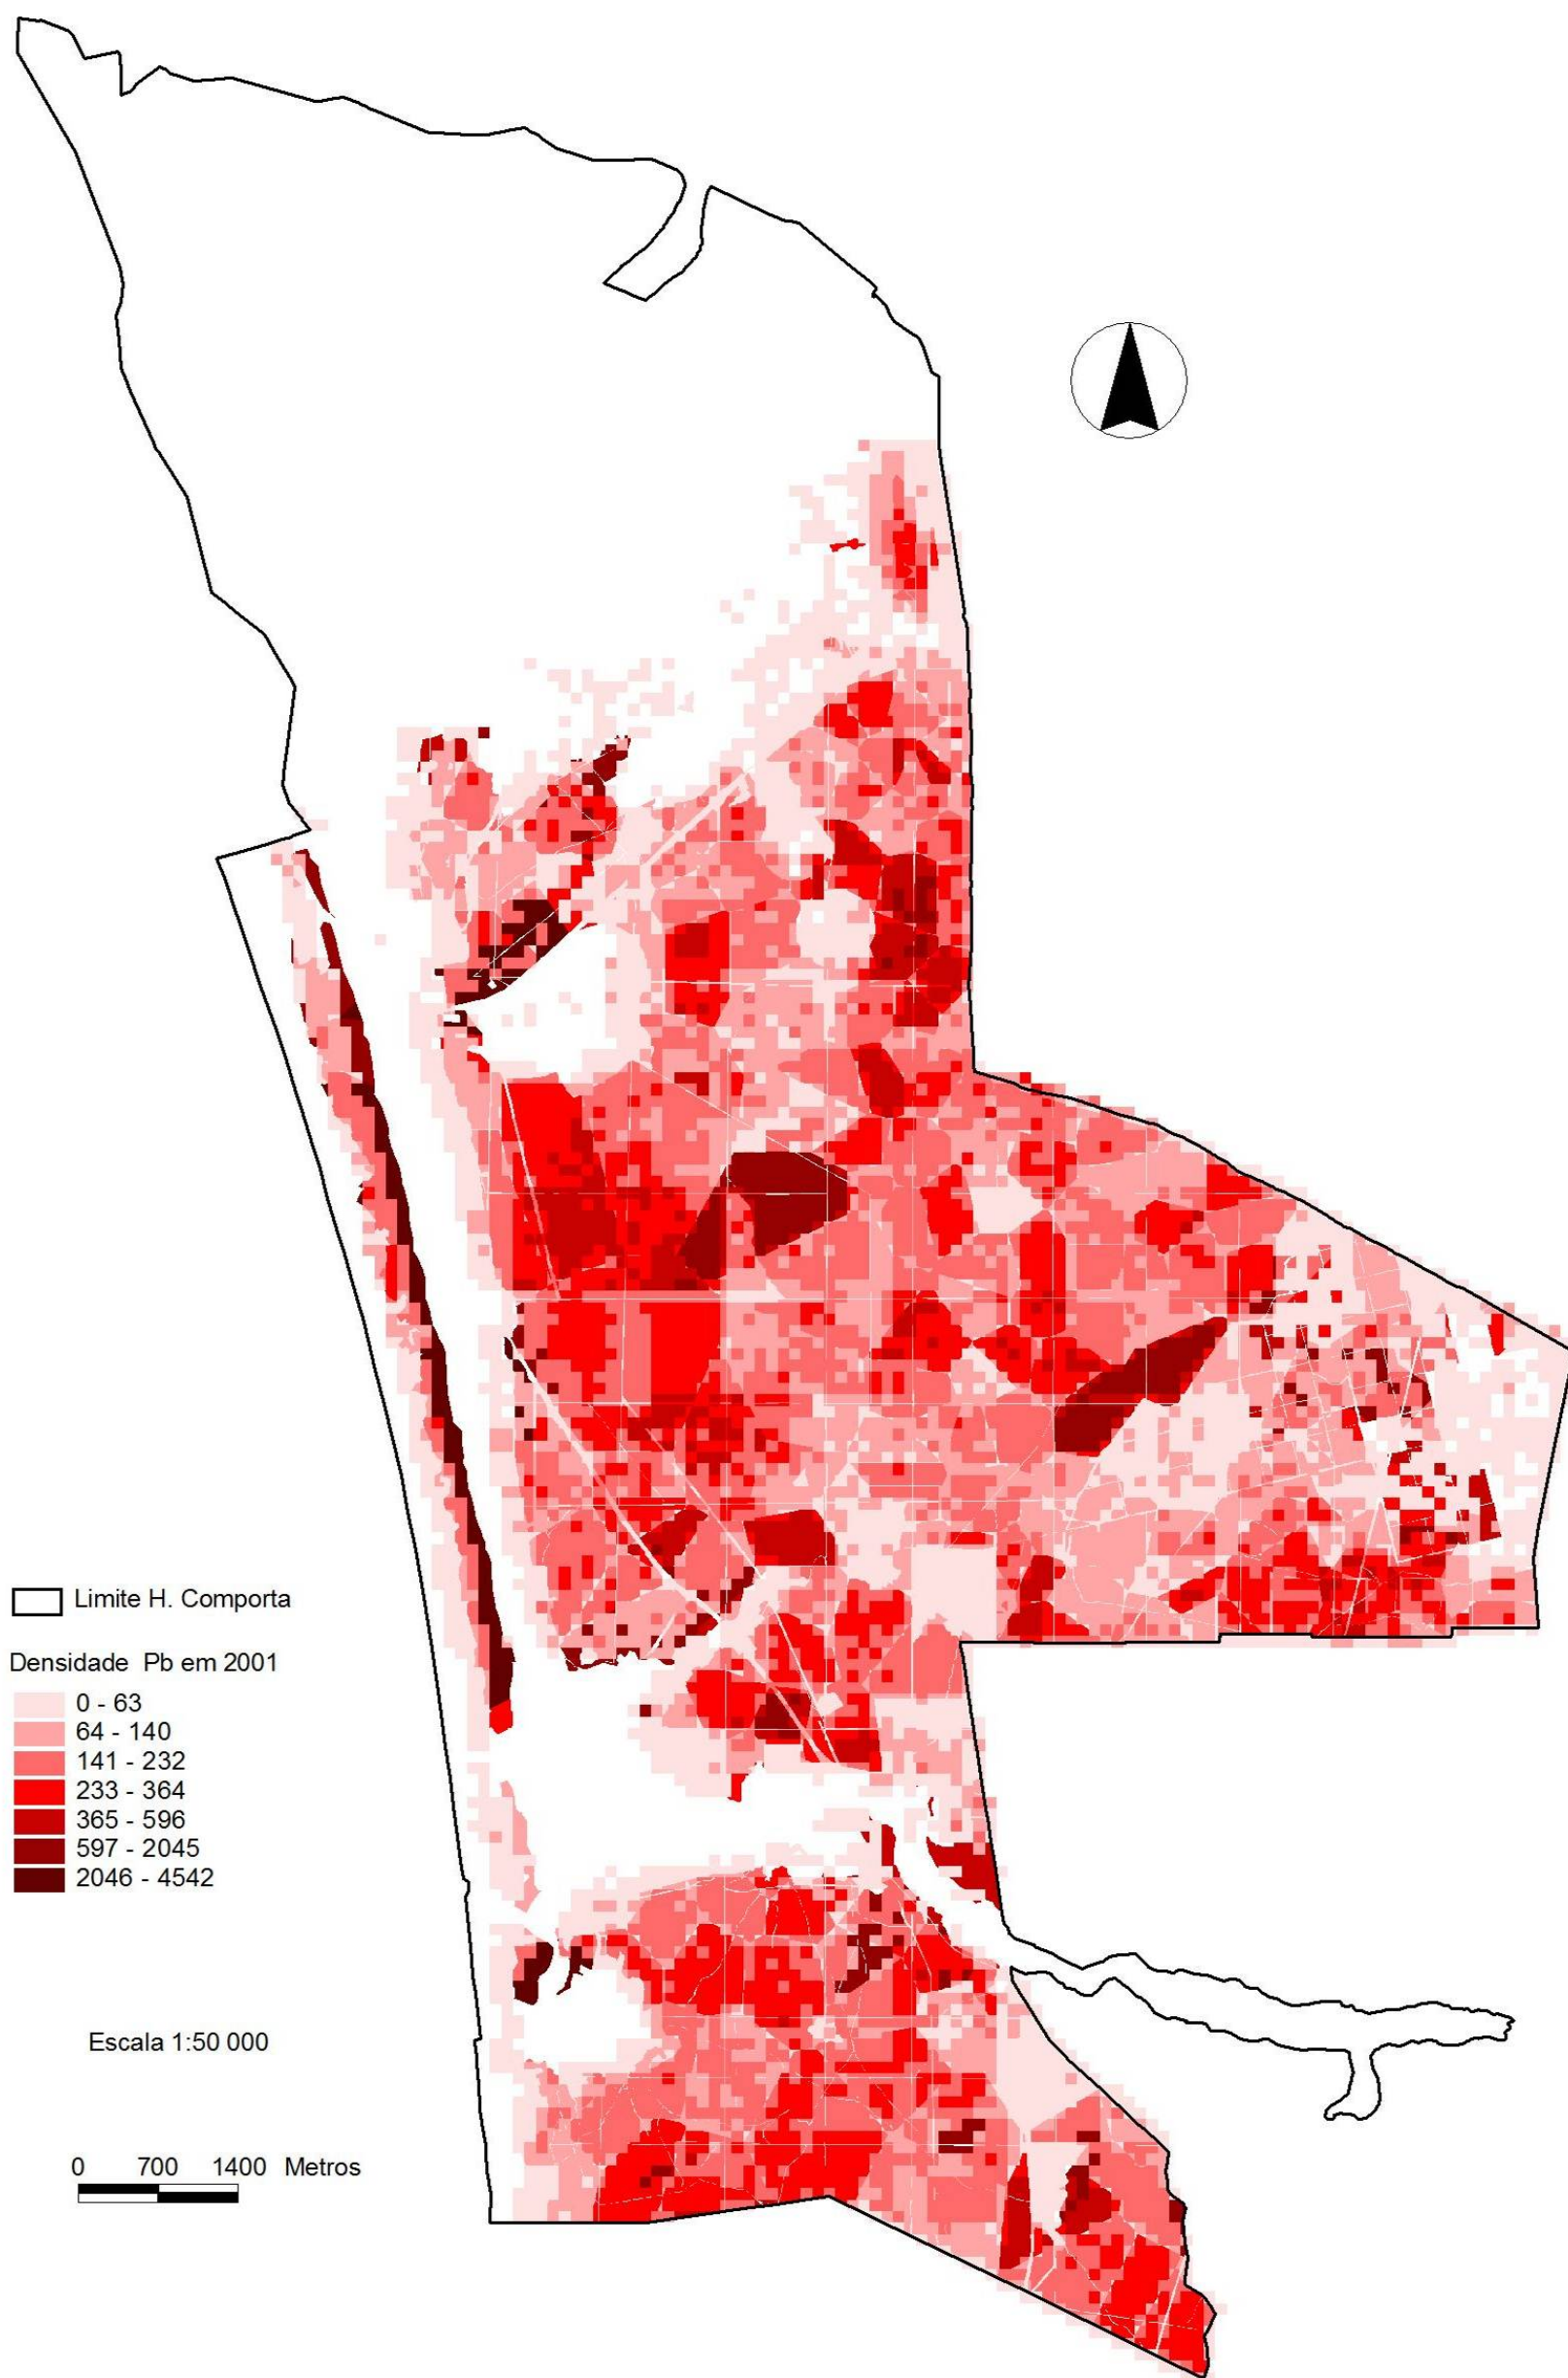 Limite H. Comporta
Densidade Pb em 2001
0 - 63
64 - 140
141 - 232
233 - 364
365 - 596
597 - 2045
2046 - 4542
Escala 1:50 000
0 700 1400 Metros